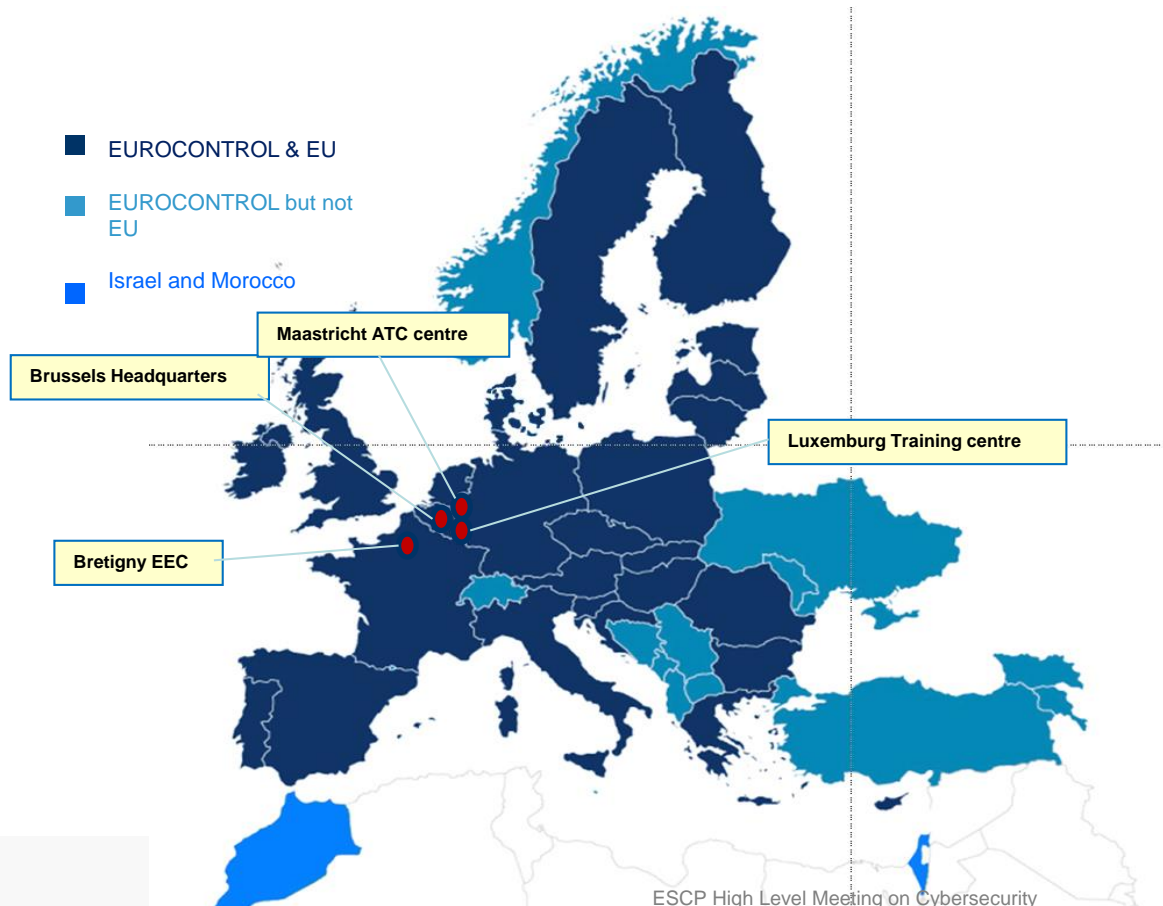 EUROCONTROL & EU
EUROCONTROL but not
EU
Israel and Morocco
Maastricht ATC centre
Brussels Headquarters
Luxemburg Training centre
Bretigny EEC
ESCP High Level Meeting on Cybersecurity